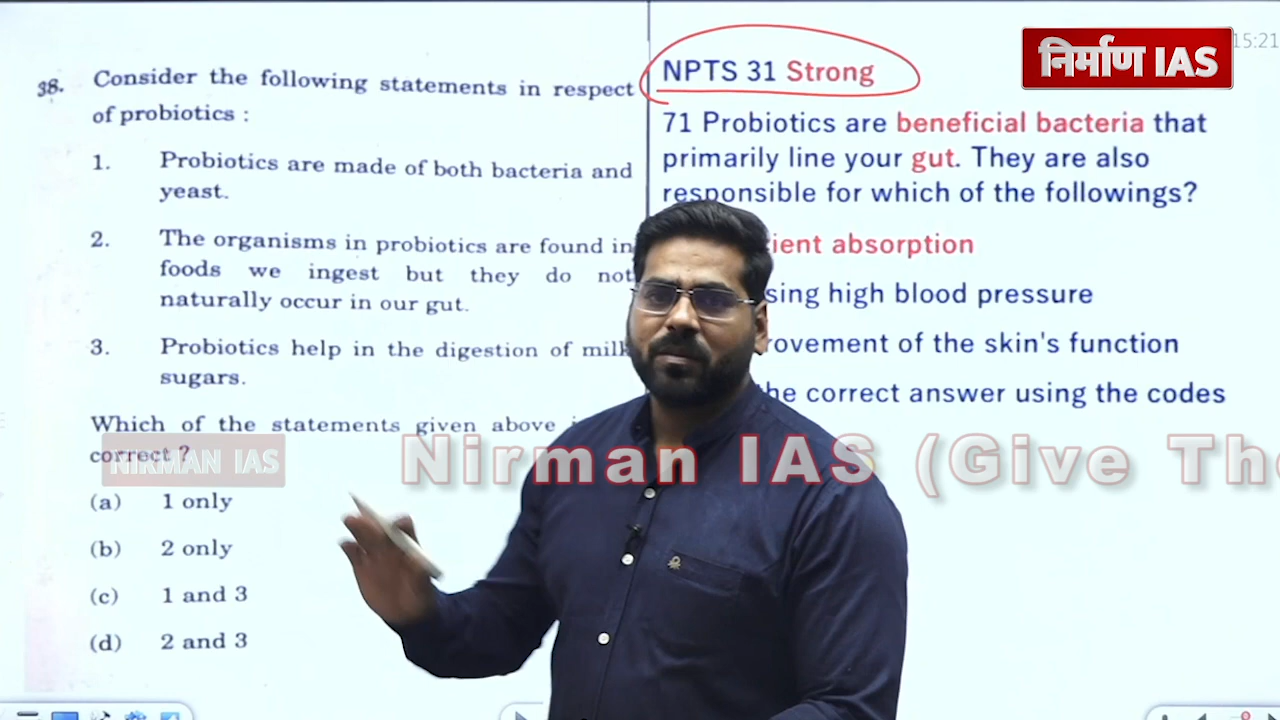 38. Consider the following statements in respect
of probiotics :
1. Probiotics are made of both bacteria and
yeast.
2. The organisms in probiotics are found in
foods we ingest but they do not
naturally occur in our gut.
3. Probiotics help in the digestion of milk
sugars.
Which of the statements given above
correct ?
(a) 1 only
(b) 2 only
(c) 1 and 3
(d) 2 and 3
NPTS 31 Strong
71 Probiotics are beneficial bacteria that
primarily line your gut. They are also
responsible for which of the followings?
absorption
high blood pressure
of the skin's function
the correct answer using the codes
निर्माण IAS
15:21
NIRMAN IAS
Nirman IAS (Give The